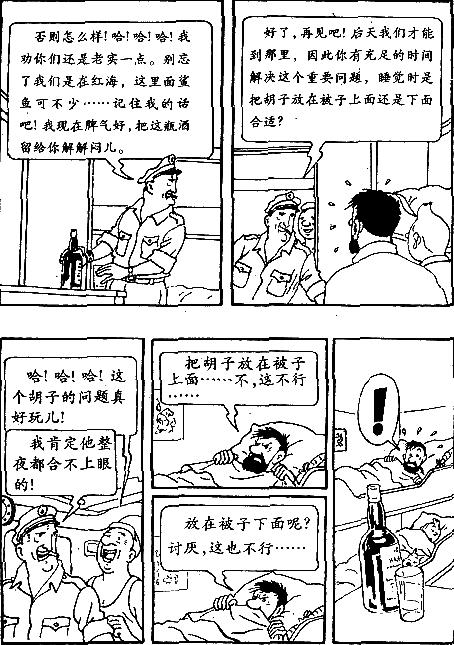 否则怎么样！哈！哈！哈！我
劝你们还是老实一点。别忘
了我们是在红海，这里面鲨
鱼可不少……记住我的话
吧！我现在脾气好，把这瓶酒
留给你解解闷儿。
好了，再见吧！后天我们才能
到那里，因此你有充足的时间
解决这个重要问题，睡觉时是
把胡子放在被子上面还是下面
合适？
哈！哈！哈！这
个胡子的问题真
好玩儿！
我肯定他整
夜都合不上眼
的！
把胡子放在被子
上面……不，这不行
……
放在被子下面呢？
讨厌，这也不行……
！